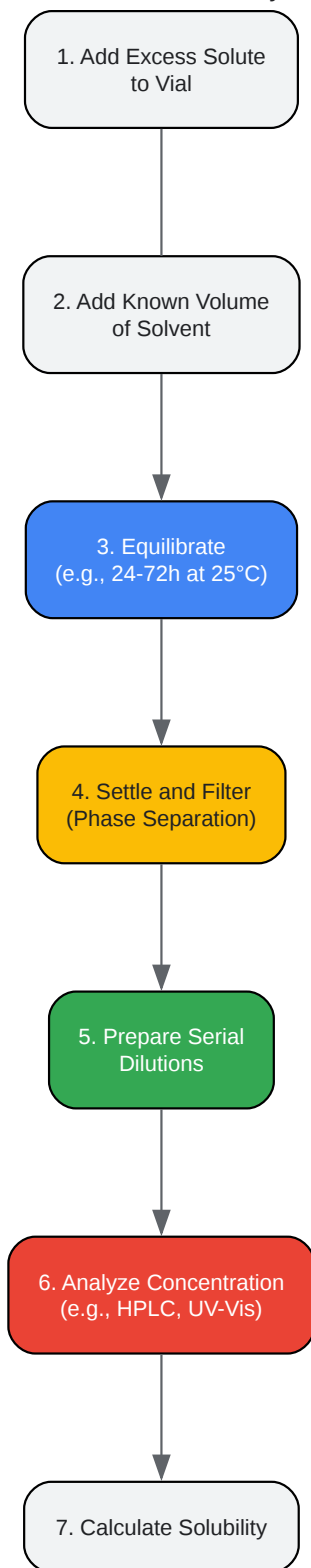 1. Add Excess Solute
to Vial
2. Add Known Volume
of Solvent
3. Equilibrate
(e.g., 24-72h at 25°C)
4. Settle and Filter
(Phase Separation)
5. Prepare Serial
Dilutions
6. Analyze Concentration
(e.g., HPLC, UV-Vis)
7. Calculate Solubility